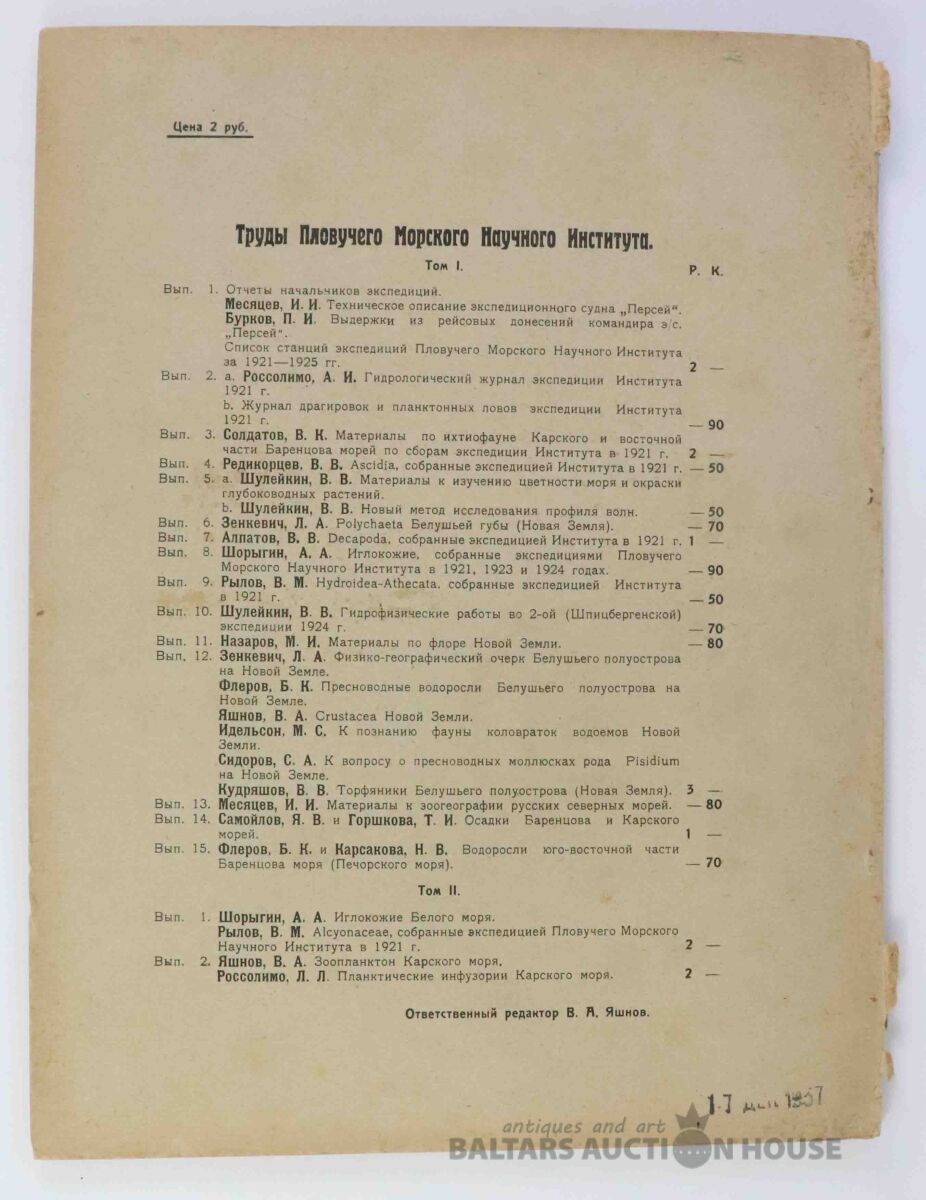 Цена 2 руб.
Труды Пловучего Морского Научного Института.
Том I.
Р. К.
Вып. 1. Отчеты начальников экспедиций.
Месяцев, И. И. Техническое описание экспедиционного судна „Персей“.
Бурков, П. И. Выдержки из рейсовых донесений командира э/с.
„Персей“.
Список станций экспедиций Пловучего Морского Научного Института
за 1921—1925 гг. 2 —
Вып. 2. а. Россолимо, А. И. Гидрологический журнал экспедиции Института
1921 г.
b. Журнал драгировок и планктонных ловов экспедиции Института
1921 г. — 90
Вып. 3. Солдатов, В. К. Материалы по ихтиофауне Карского и восточной
части Баренцова морей по сборам экспедиции Института в 1921 г. 2 —
Вып. 4. Редикорцев, В. В. Ascidia, собранные экспедицией Института в 1921 г. — 50
Вып. 5. а. Шулейкин, В. В. Материалы к изучению цветности моря и окраски
глубоководных растений.
b. Шулейкин, В. В. Новый метод исследования профиля волн. — 50
Вып. 6. Зенкевич, Л. А. Polychaeta Белушьей губы (Новая Земля). — 70
Вып. 7. Алпатов, В. В. Decapoda, собранные экспедицией Института в 1921 г. 1 —
Вып. 8. Шорыгин, А. А. Иглокожие, собранные экспедициями Пловучего
Морского Научного Института в 1921, 1923 и 1924 годах. — 90
Вып. 9. Рылов, В. М. Hydroidea-Athecata, собранные экспедицией Института
в 1921 г. — 50
Вып. 10. Шулейкин, В. В. Гидрофизические работы во 2-ой (Шпицбергенской)
экспедиции 1924 г. — 70
Вып. 11. Назаров, М. И. Материалы по флоре Новой Земли. — 80
Вып. 12. Зенкевич, Л. А. Физико-географический очерк Белушьего полуострова
на Новой Земле.
Флеров, Б. К. Пресноводные водоросли Белушьего полуострова на
Новой Земле.
Яшнов, В. А. Crustacea Новой Земли.
Идельсон, М. С. К познанию фауны коловраток водоемов Новой
Земли.
Сидоров, С. А. К вопросу о пресноводных моллюсках рода Pisidium
на Новой Земле.
Кудряшов, В. В. Торфяники Белушьего полуострова (Новая Земля). 3 —
Вып. 13. Месяцев, И. И. Материалы к зоогеографии русских северных морей. — 80
Вып. 14. Самойлов, Я. В. и Горшкова, Т. И. Осадки Баренцова и Карского
морей. 1 —
Вып. 15. Флеров, Б. К. и Карсакова, Н. В. Водоросли юго-восточной части
Баренцова моря (Печорского моря). — 70
Том II.
Вып. 1. Шорыгин, А. А. Иглокожие Белого моря.
Рылов, В. М. Alcyonaceae, собранные экспедицией Пловучего Морского
Научного Института в 1921 г. 2 —
Вып. 2. Яшнов, В. А. Зоопланктон Карского моря.
Россолимо, Л. Л. Планктические инфузории Карского моря. 2 —
Ответственный редактор В. А. Яшнов.
17 1937
antiques and art
BALTARS AUCTION HOUSE